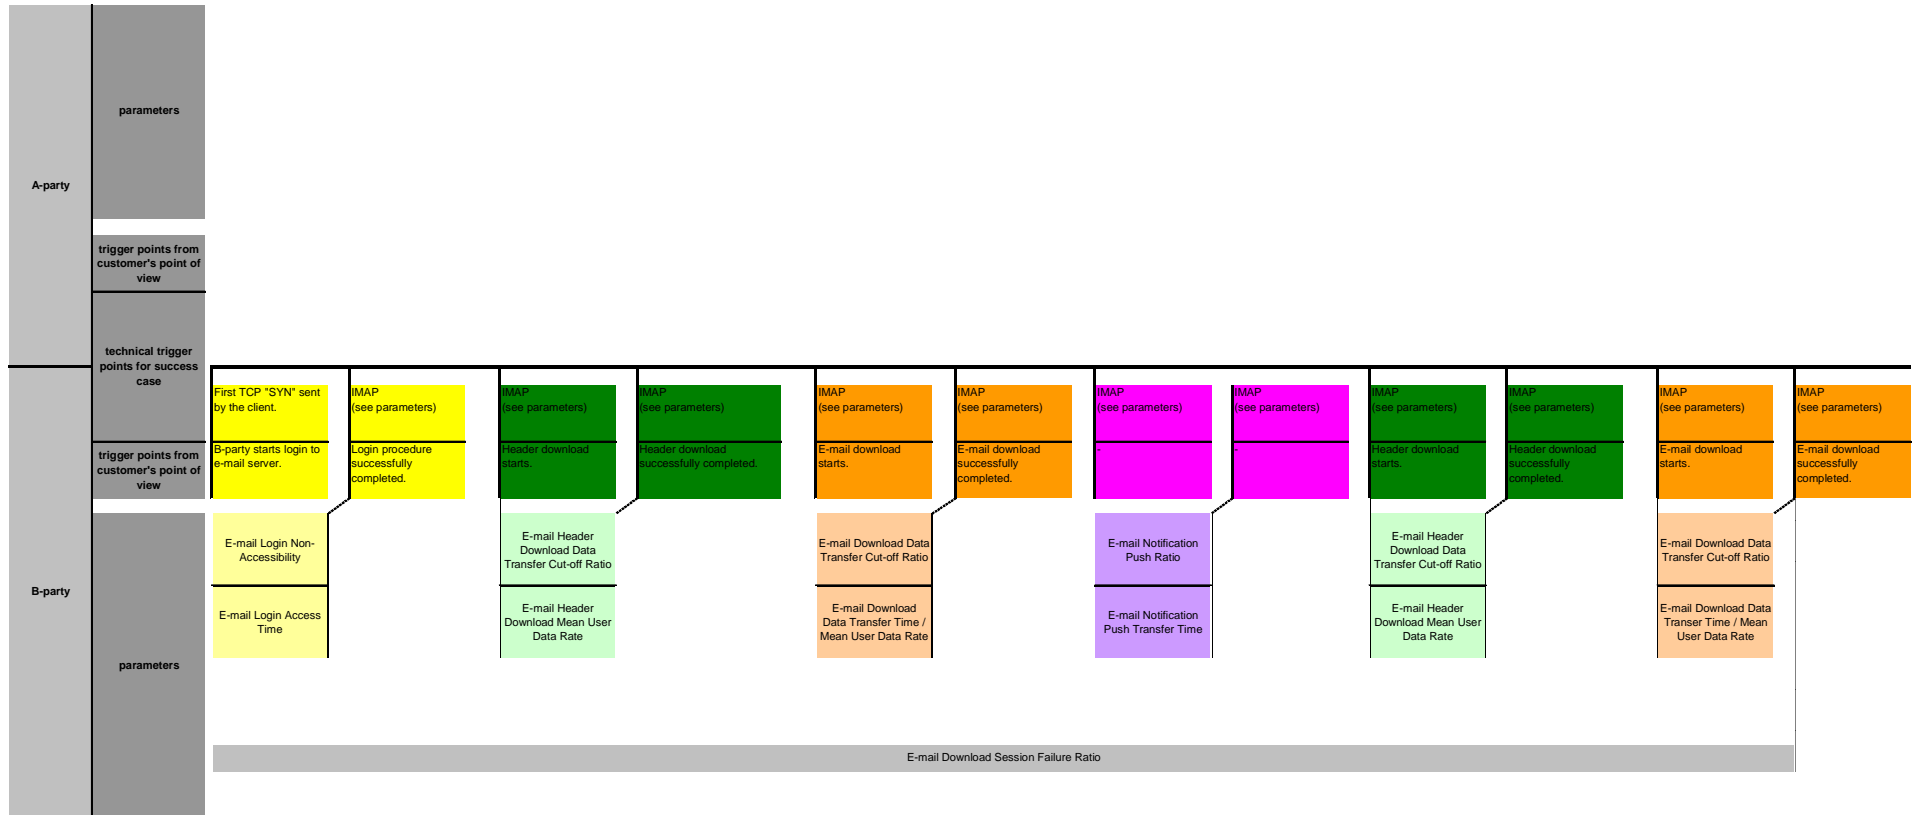 parameters
A-party
trigger points from
customer's point of
view
technical trigger
points for success
case
First TCP "SYN" sent
by the client.
IMAP
(see parameters)
IMAP
(see parameters)
IMAP
(see parameters)
IMAP
(see parameters)
IMAP
(see parameters)
IMAP
(see parameters)
IMAP
(see parameters)
IMAP
(see parameters)
IMAP
(see parameters)
IMAP
(see parameters)
IMAP
(see parameters)
trigger points from
customer's point of
view
B-party starts login to
e-mail server.
Login procedure
successfully
completed.
Header download
starts.
Header download
successfully completed.
E-mail download
starts.
E-mail download
successfully
completed.
-
-
Header download
starts.
Header download
successfully
completed.
E-mail download
starts.
E-mail download
successfully
completed.
B-party
parameters
E-mail Login Non-
Accessibility
E-mail Header
Download Data
Transfer Cut-off Ratio
E-mail Download Data
Transfer Cut-off Ratio
E-mail Notification
Push Ratio
E-mail Header
Download Data
Transfer Cut-off Ratio
E-mail Download Data
Transfer Cut-off Ratio
E-mail Login Access
Time
E-mail Header
Download Mean User
Data Rate
E-mail Download
Data Transfer Time /
Mean User Data Rate
E-mail Notification
Push Transfer Time
E-mail Header
Download Mean User
Data Rate
E-mail Download Data
Transer Time / Mean
User Data Rate
E-mail Download Session Failure Ratio